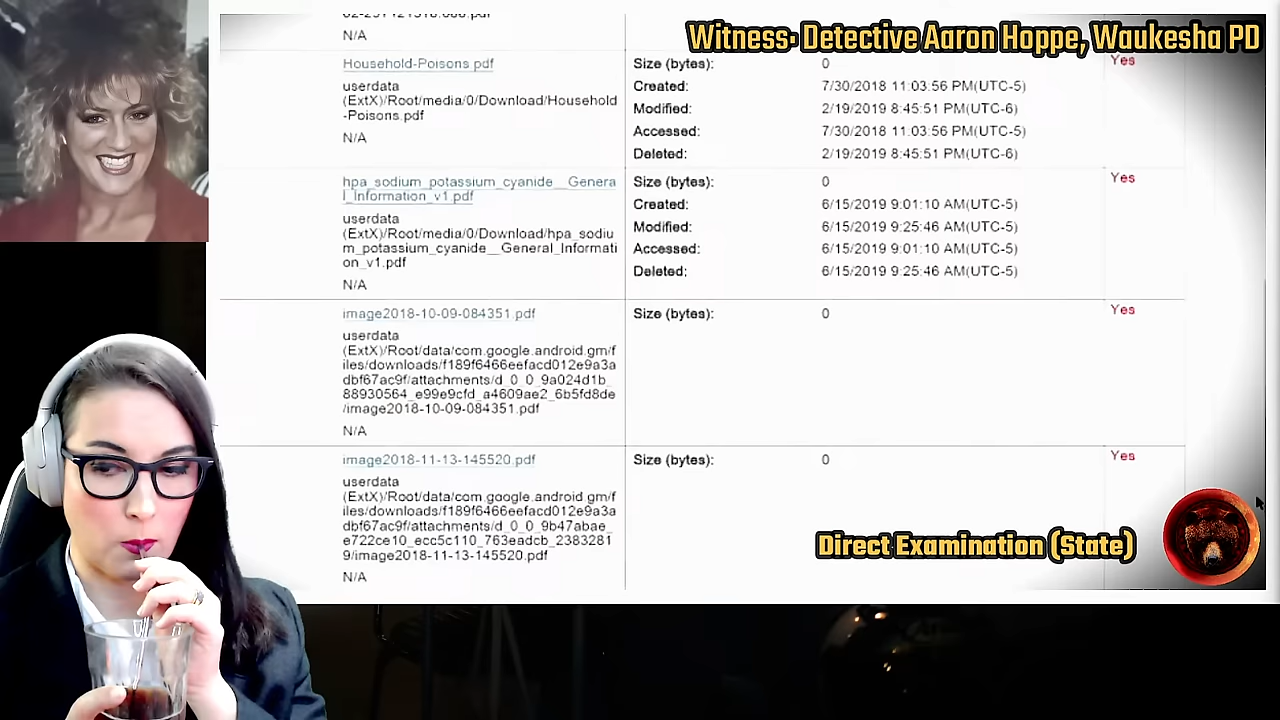 Witness: Detective Aaron Hoppe, Waukesha PD
N/A
Household-Poisons.pdf
userdata
(ExtX)/Root/media/0/Download/Household
-Poisons.pdf
N/A
Size (bytes): 0
Created: 7/30/2018 11:03:56 PM(UTC-5)
Modified: 2/19/2019 8:45:51 PM(UTC-6)
Accessed: 7/30/2018 11:03:56 PM(UTC-5)
Deleted: 2/19/2019 8:45:51 PM(UTC-6)
Yes
hpa_sodium_potassium_cyanide__Genera
l_Information_v1.pdf
userdata
(ExtX)/Root/media/0/Download/hpa_sodiu
m_potassium_cyanide__General_Informati
on_v1.pdf
N/A
Size (bytes): 0
Created: 6/15/2019 9:01:10 AM(UTC-5)
Modified: 6/15/2019 9:25:46 AM(UTC-5)
Accessed: 6/15/2019 9:01:10 AM(UTC-5)
Deleted: 6/15/2019 9:25:46 AM(UTC-5)
Yes
image2018-10-09-084351.pdf
userdata
(ExtX)/Root/data/com.google.android.gm/f
iles/downloads/f189f6466eefacd012e9a3a
dbf67ac9f/attachments/d_0_0_9a024d1b_
88930564_e99e9cfd_a4609ae2_6b5fd8de
/image2018-10-09-084351.pdf
N/A
Size (bytes): 0
Yes
image2018-11-13-145520.pdf
userdata
(ExtX)/Root/data/com.google.android.gm/f
iles/downloads/f189f6466eefacd012e9a3a
dbf67ac9f/attachments/d_0_0_9b47abae_
e722ce10_ecc5c110_763eadcb_2383281
9/image2018-11-13-145520.pdf
N/A
Size (bytes): 0
Yes
Direct Examination (State)